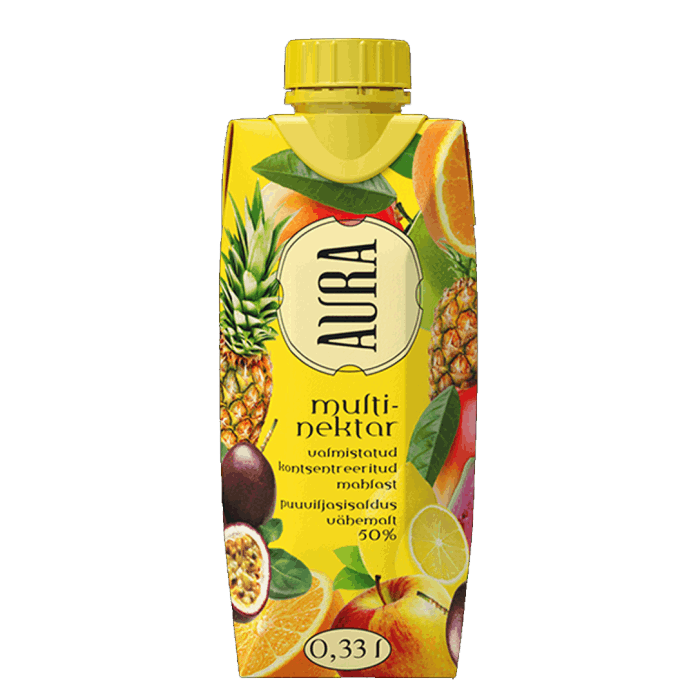 AURA
multi-
nektar
valmistatud
kontsentreeritud
mahlast
puuviljasisaldus
vähemalt
50%
0,33 l